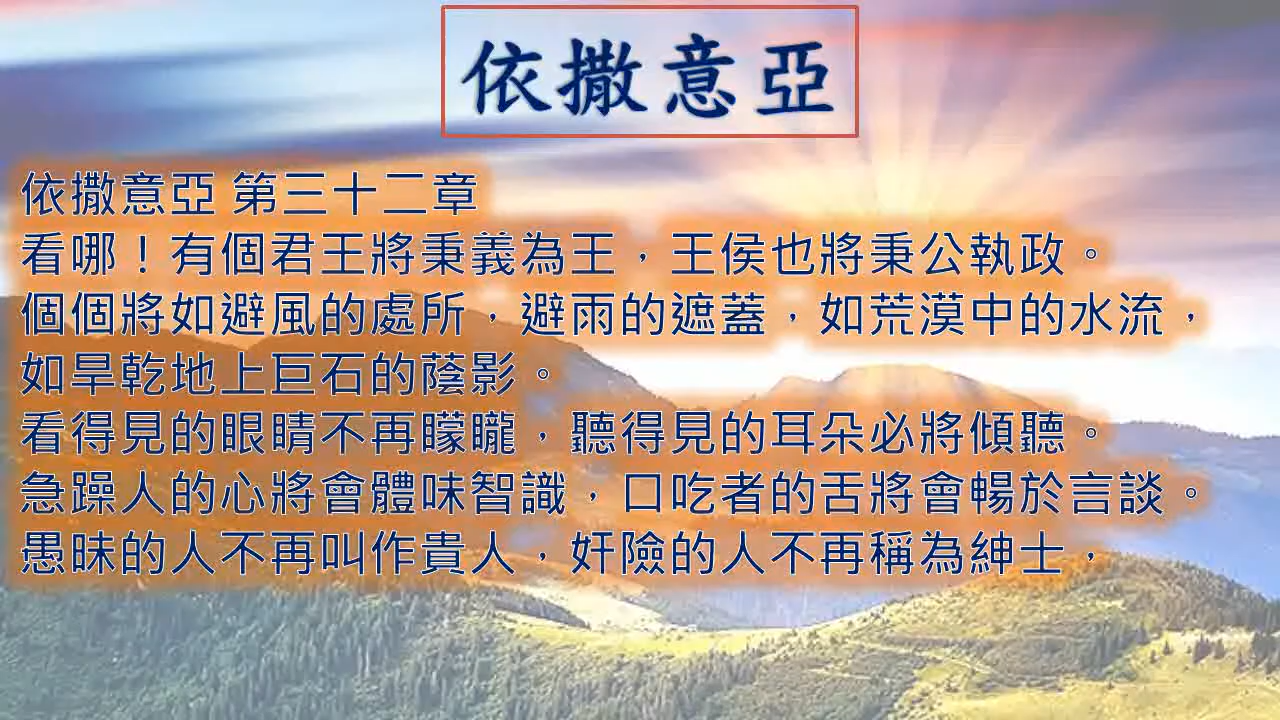 依撒意亞
依撒意亞 第三十二章
看哪！有個君王將秉義為王，王侯也將秉公執政。
個個將如避風的處所，避雨的遮蓋，如荒漠中的水流，
如旱乾地上巨石的蔭影。
看得見的眼睛不再矇矓，聽得見的耳朵必將傾聽。
急躁人的心將會體味智識，口吃者的舌將會暢於言談。
愚昧的人不再叫作貴人，奸險的人不再稱為紳士，